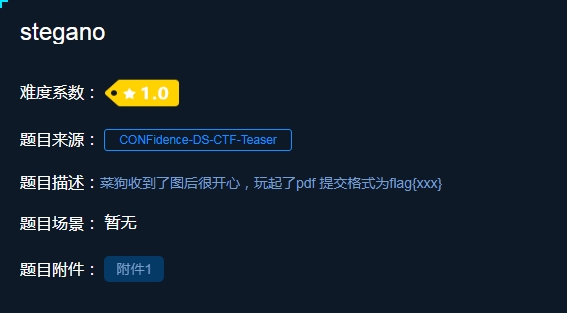 stegano
难度系数： ★ 1.0
题目来源： CONFidence-DS-CTF-Teaser
题目描述：菜狗收到了图后很开心，玩起了pdf 提交格式为flag{xxx}
题目场景： 暂无
题目附件： 附件1